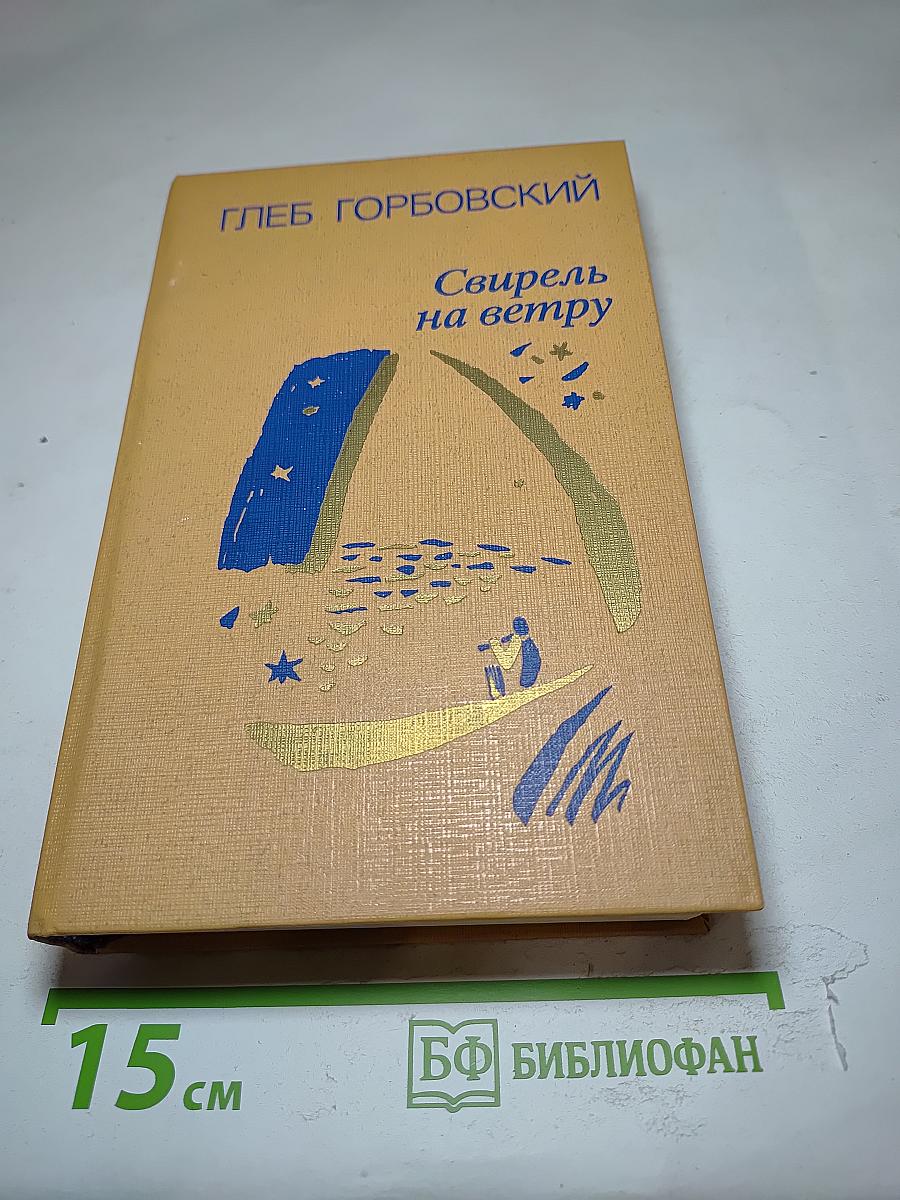 ГЛЕБ ГОРБОВСКИЙ
Свирель
на ветру
15 см
БФ БИБЛИОФАН